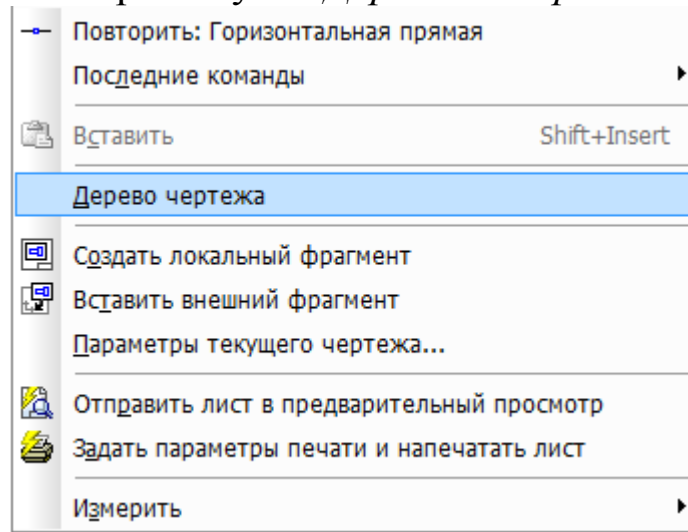 Повторить: Горизонтальная прямая
Последние команды
Вставить Shift+Insert
Дерево чертежа
Создать локальный фрагмент
Вставить внешний фрагмент
Параметры текущего чертежа...
Отправить лист в предварительный просмотр
Задать параметры печати и напечатать лист
Измерить